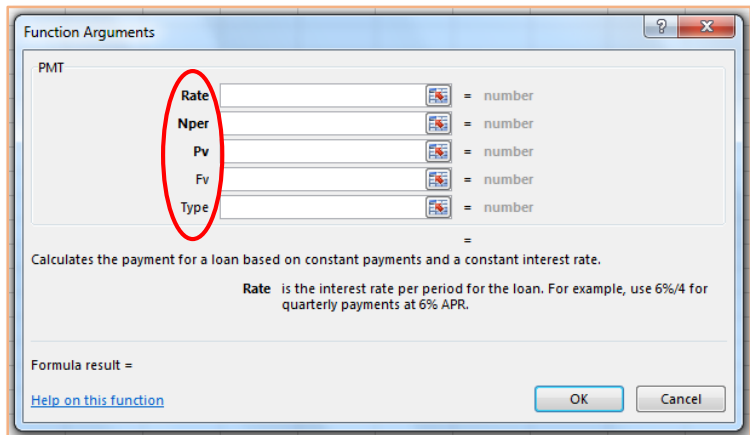 Function Arguments
? X
PMT
Rate = number
Nper = number
Pv = number
Fv = number
Type = number
=
Calculates the payment for a loan based on constant payments and a constant interest rate.
Rate is the interest rate per period for the loan. For example, use 6%/4 for
quarterly payments at 6% APR.
Formula result =
Help on this function
OK Cancel